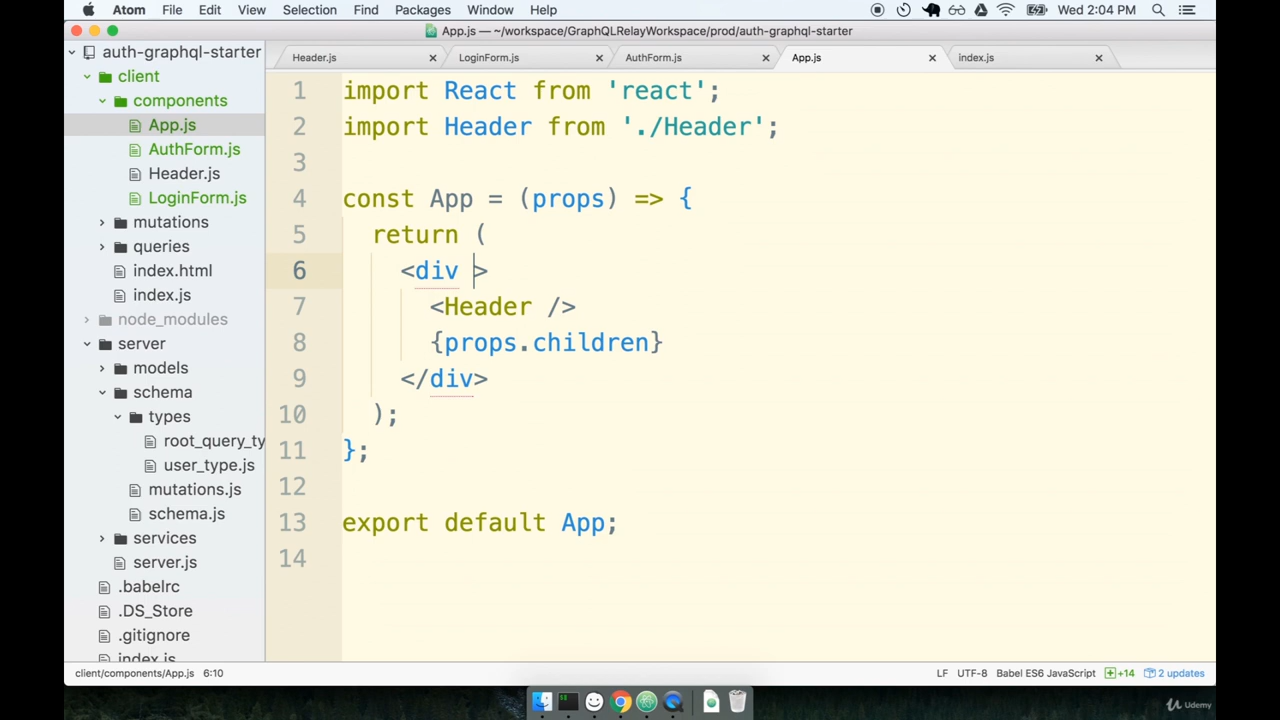 Atom File Edit View Selection Find Packages Window Help Wed 2:04 PM
App.js — ~/workspace/GraphQLRelayWorkspace/prod/auth-graphql-starter
auth-graphql-starter
client
components
App.js
AuthForm.js
Header.js
LoginForm.js
mutations
queries
index.html
index.js
node_modules
server
models
schema
types
root_query_ty
user_type.js
mutations.js
schema.js
services
server.js
.babelrc
.DS_Store
.gitignore
index.js
Header.js LoginForm.js AuthForm.js App.js index.js
1 import React from 'react';
2 import Header from './Header';
3
4 const App = (props) => {
5 return (
6 <div >
7 <Header />
8 {props.children}
9 </div>
10 );
11 };
12
13 export default App;
14
client/components/App.js 6:10 LF UTF-8 Babel ES6 JavaScript +14 2 updates
Udemy